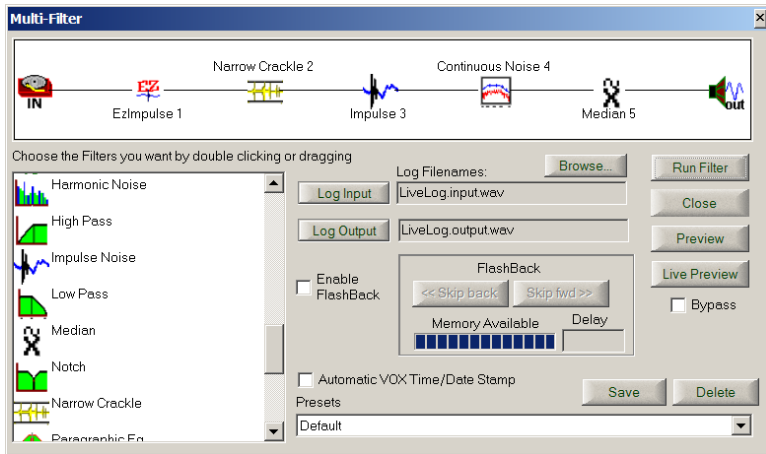 Multi-Filter
Narrow Crackle 2
Continuous Noise 4
EZ
IN
out
EzImpulse 1
Impulse 3
Median 5
Choose the Filters you want by double clicking or dragging
Harmonic Noise
High Pass
Impulse Noise
Low Pass
Median
Notch
Narrow Crackle
Paragraphic Eq
Log Filenames:
Browse...
Log Input
LiveLog.input.wav
Log Output
LiveLog.output.wav
Enable
FlashBack
FlashBack
<< Skip back
Skip fwd >>
Memory Available
Delay
Run Filter
Close
Preview
Live Preview
Bypass
Automatic VOX Time/Date Stamp
Save
Delete
Presets
Default